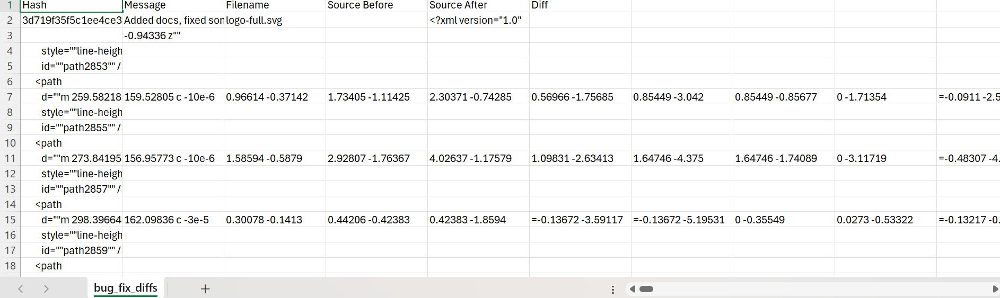 1 Hash Message Filename Source Before Source After Diff
2 3d719f35f5c1ee4ce3 Added docs, fixed son logo-full.svg <?xml version="1.0"
3 -0.94336 z""
4 style=""line-heigh
5 id=""path2853"" /
6 <path
7 d=""m 259.58218 159.52805 c -10e-6 0.96614 -0.37142 1.73405 -1.11425 2.30371 -0.74285 0.56966 -1.75685 0.85449 -3.042 0.85449 -0.85677 0 -1.71354 =-0.0911 -2.5
8 style=""line-heigh
9 id=""path2855"" /
10 <path
11 d=""m 273.84195 156.95773 c -10e-6 1.58594 -0.5879 2.92807 -1.76367 4.02637 -1.17579 1.09831 -2.63413 1.64746 -4.375 1.64746 -1.74089 0 -3.11719 =-0.48307 -4.
12 style=""line-heigh
13 id=""path2857"" /
14 <path
15 d=""m 298.39664 162.09836 c -3e-5 0.30078 -0.1413 0.44206 -0.42383 0.42383 -1.8594 =-0.13672 -3.59117 =-0.13672 -5.19531 0 -0.35549 0.0273 -0.53322 =-0.13217 -0.
16 style=""line-heigh
17 id=""path2859"" /
18 <path
bug_fix_diffs